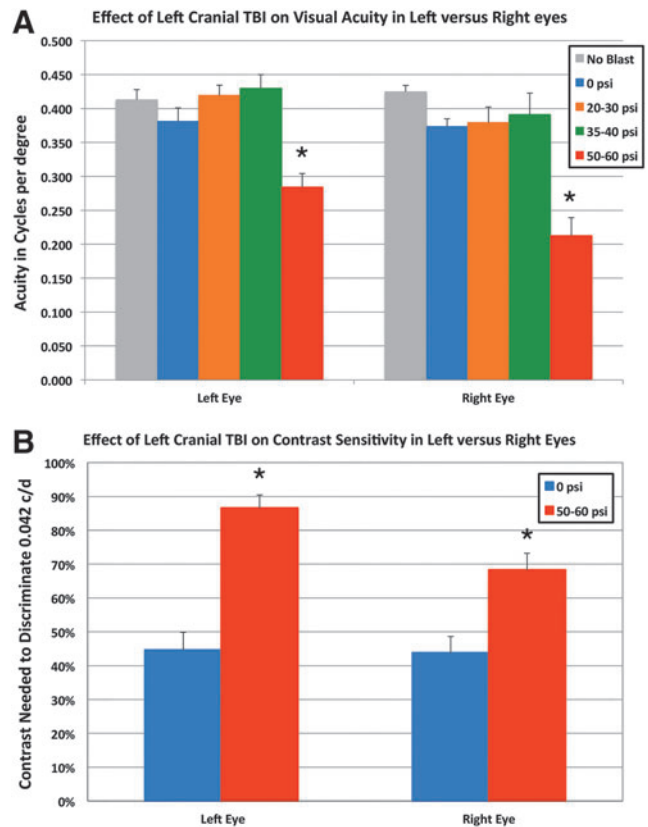 A
Effect of Left Cranial TBI on Visual Acuity in Left versus Right eyes
Acuity in Cycles per degree
0.500
0.450
0.400
0.350
0.300
0.250
0.200
0.150
0.100
0.050
0.000
*
*
No Blast
0 psi
20-30 psi
35-40 psi
50-60 psi
Left Eye
Right Eye
B
Effect of Left Cranial TBI on Contrast Sensitivity in Left versus Right Eyes
Contrast Needed to Discriminate 0.042 c/d
100%
90%
80%
70%
60%
50%
40%
30%
20%
10%
0%
*
*
0 psi
50-60 psi
Left Eye
Right Eye